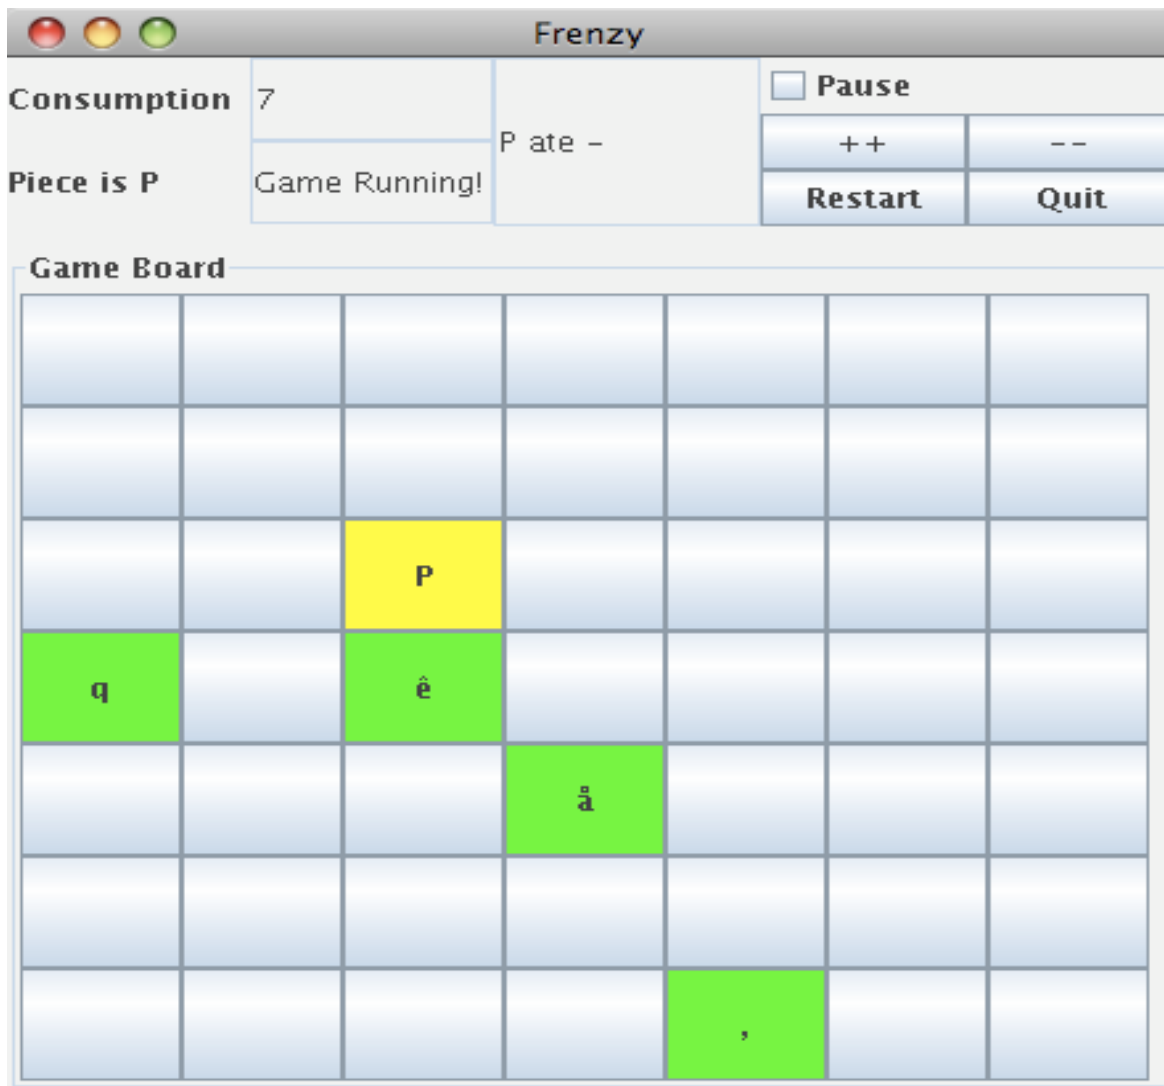 Frenzy
Consumption 7
P ate –
Pause
++ --
Piece is P
Game Running!
Restart Quit
Game Board
P
q ê
å
,